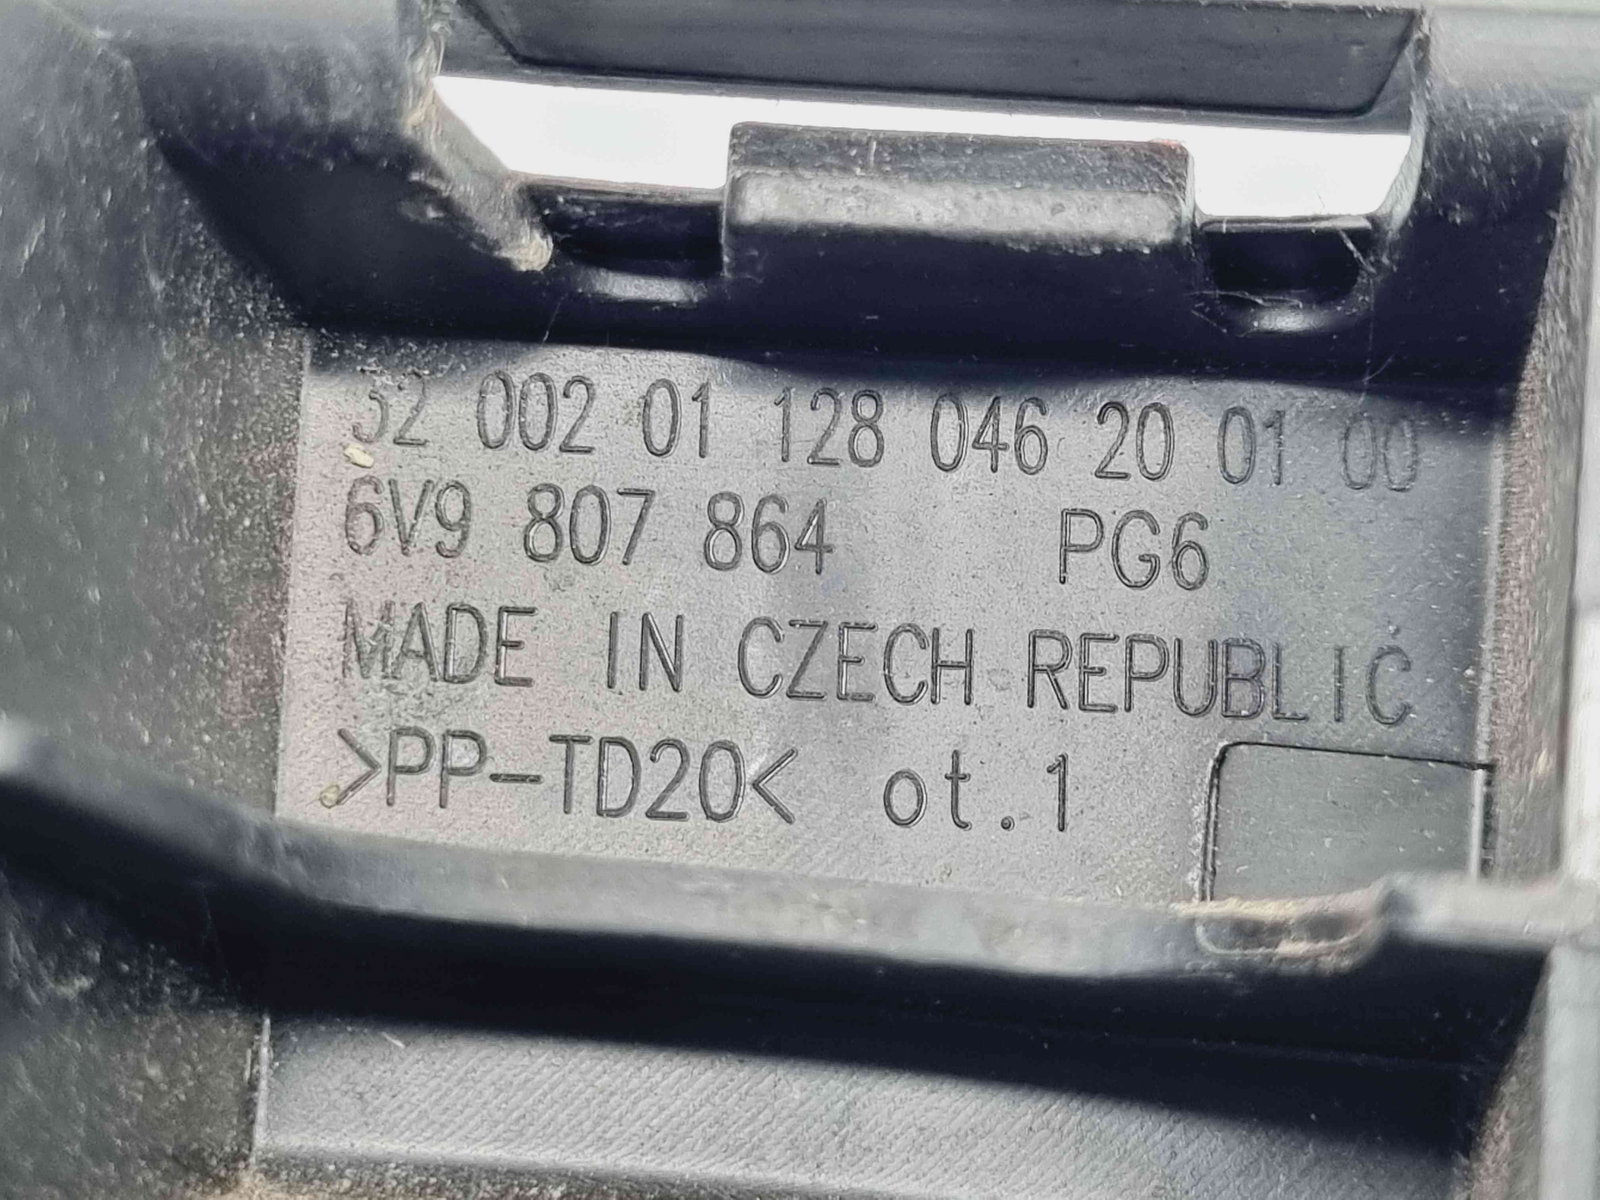 32 002 01 128 046 20 01 00
6V9 807 864 PG6
MADE IN CZECH REPUBLIC
>PP-TD20< ot.1